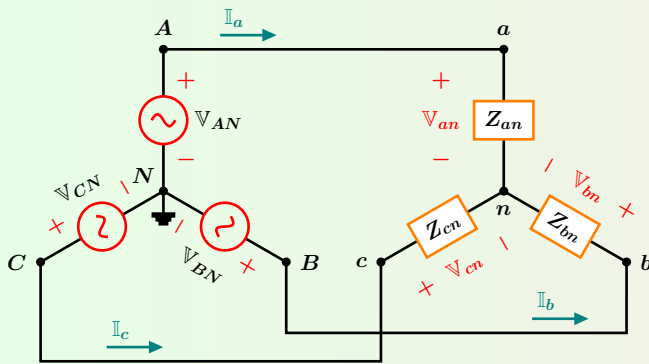 𝕀a
A
a
+
+
𝕍AN
𝕍an
Zan
−
−
−
𝕍CN
N
−
n
𝕍bn
+
+
Zcn
Zbn
−
−
C
𝕍BN
+
B
c
+
𝕍cn
b
𝕀c
𝕀b